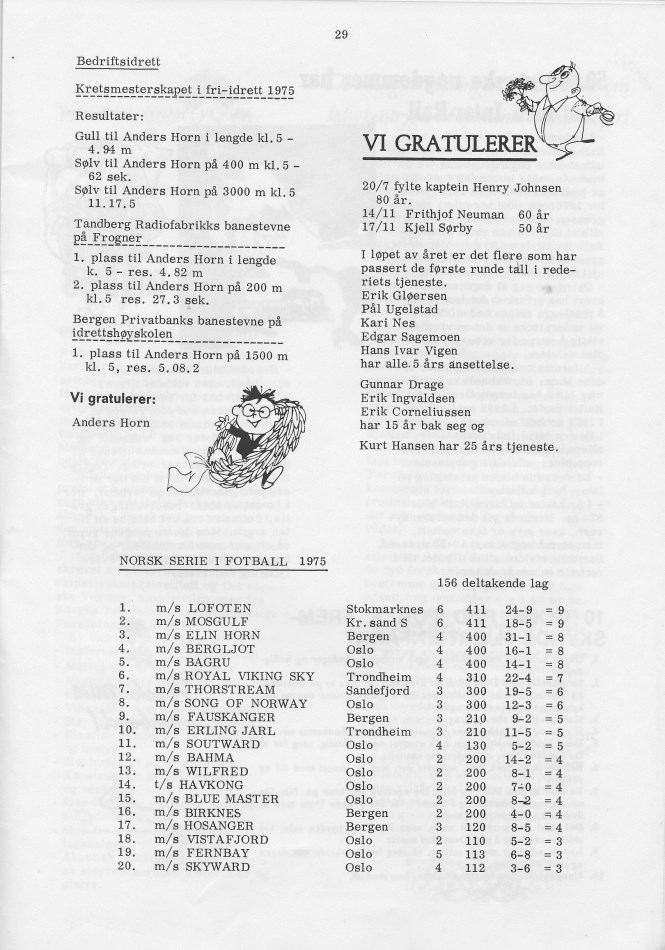 29
Bedriftsidrett
Kretsmesterskapet i fri-idrett 1975
Resultater:
Gull til Anders Horn i lengde kl. 5 -
4. 94 m
Sølv til Anders Horn på 400 m kl. 5 -
62 sek.
Sølv til Anders Horn på 3000 m kl. 5
11. 17. 5
Tandberg Radiofabrikks banestevne
på Frogner
1. plass til Anders Horn i lengde
k. 5 - res. 4. 82 m
2. plass til Anders Horn på 200 m
kl. 5 res. 27. 3 sek.
Bergen Privatbanks banestevne på
idrettshøyskolen
1. plass til Anders Horn på 1500 m
kl. 5, res. 5. 08. 2
Vi gratulerer:
Anders Horn
VI GRATULERER
20/7 fylte kaptein Henry Johnsen
80 år.
14/11 Frithjof Neuman 60 år
17/11 Kjell Sørby 50 år
I løpet av året er det flere som har
passert de første runde tall i rede-
riets tjeneste.
Erik Gløersen
Pål Ugelstad
Kari Nes
Edgar Sagemoen
Hans Ivar Vigen
har alle. 5 års ansettelse.
Gunnar Drage
Erik Ingvaldsen
Erik Corneliussen
har 15 år bak seg og
Kurt Hansen har 25 års tjeneste.
NORSK SERIE I FOTBALL 1975
156 deltakende lag
1. m/s LOFOTEN Stokmarknes 6 411 24-9 = 9
2. m/s MOSGULF Kr. sand S 6 411 18-5 = 9
3. m/s ELIN HORN Bergen 4 400 31-1 = 8
4. m/s BERGLJOT Oslo 4 400 16-1 = 8
5. m/s BAGRU Oslo 4 400 14-1 = 8
6. m/s ROYAL VIKING SKY Trondheim 4 310 22-4 = 7
7. m/s THORSTREAM Sandefjord 3 300 19-5 = 6
8. m/s SONG OF NORWAY Oslo 3 300 12-3 = 6
9. m/s FAUSKANGER Bergen 3 210 9-2 = 5
10. m/s ERLING JARL Trondheim 3 210 11-5 = 5
11. m/s SOUTWARD Oslo 4 130 5-2 = 5
12. m/s BAHMA Oslo 2 200 14-2 = 4
13. m/s WILFRED Oslo 2 200 8-1 = 4
14. t/s HAVKONG Oslo 2 200 7-0 = 4
15. m/s BLUE MASTER Oslo 2 200 8-2 = 4
16. m/s BIRKNES Bergen 2 200 4-0 = 4
17. m/s HOSANGER Bergen 3 120 8-5 = 4
18. m/s VISTAFJORD Oslo 2 110 5-2 = 3
19. m/s FERNBAY Oslo 5 113 6-8 = 3
20. m/s SKYWARD Oslo 4 112 3-6 = 3